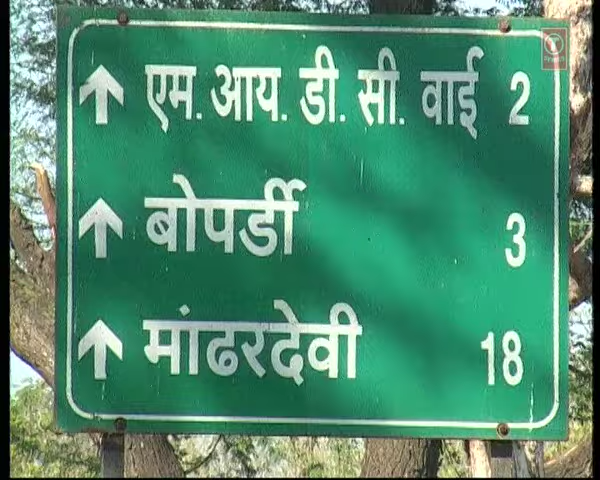 ↑ एम. आय. डी. सी. वाई 2
↑ बोपर्डी 3
↑ मांढरदेवी 18